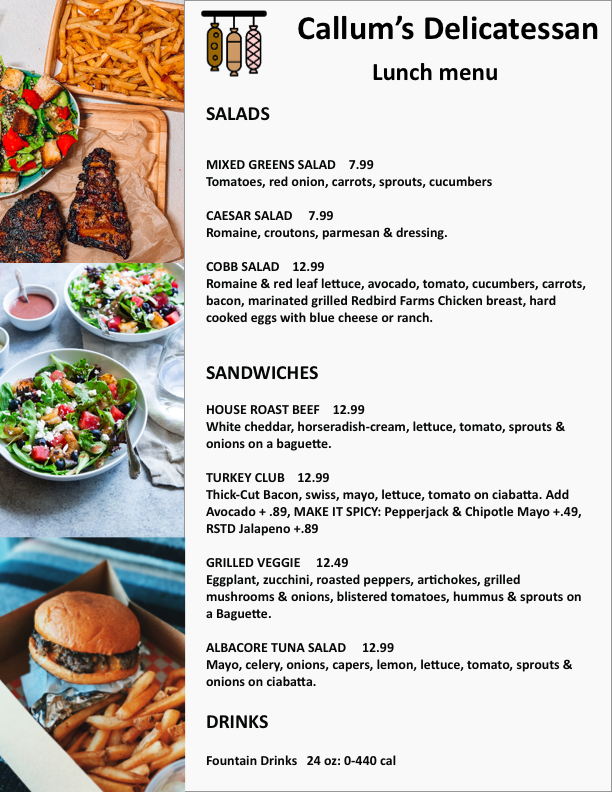 Callum's Delicatessan
Lunch menu
SALADS
MIXED GREENS SALAD 7.99
Tomatoes, red onion, carrots, sprouts, cucumbers
CAESAR SALAD 7.99
Romaine, croutons, parmesan & dressing.
COBB SALAD 12.99
Romaine & red leaf lettuce, avocado, tomato, cucumbers, carrots,
bacon, marinated grilled Redbird Farms Chicken breast, hard
cooked eggs with blue cheese or ranch.
SANDWICHES
HOUSE ROAST BEEF 12.99
White cheddar, horseradish-cream, lettuce, tomato, sprouts &
onions on a baguette.
TURKEY CLUB 12.99
Thick-Cut Bacon, swiss, mayo, lettuce, tomato on ciabatta. Add
Avocado + .89, MAKE IT SPICY: Pepperjack & Chipotle Mayo +.49,
RSTD Jalapeno +.89
GRILLED VEGGIE 12.49
Eggplant, zucchini, roasted peppers, artichokes, grilled
mushrooms & onions, blistered tomatoes, hummus & sprouts on
a Baguette.
ALBACORE TUNA SALAD 12.99
Mayo, celery, onions, capers, lemon, lettuce, tomato, sprouts &
onions on ciabatta.
DRINKS
Fountain Drinks 24 oz: 0-440 cal